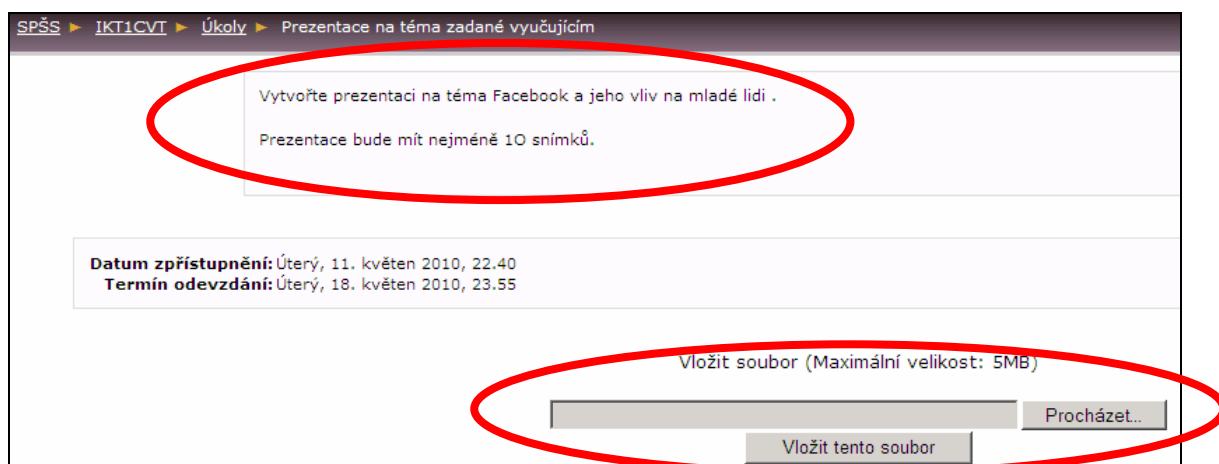 SPŠS ► IKT1CVT ► Úkoly ► Prezentace na téma zadané vyučujícím
Vytvořte prezentaci na téma Facebook a jeho vliv na mladé lidi .
Prezentace bude mít nejméně 1O snímků.
Datum zpřístupnění: Úterý, 11. květen 2010, 22.40
Termín odevzdání: Úterý, 18. květen 2010, 23.55
Vložit soubor (Maximální velikost: 5MB)
Procházet...
Vložit tento soubor